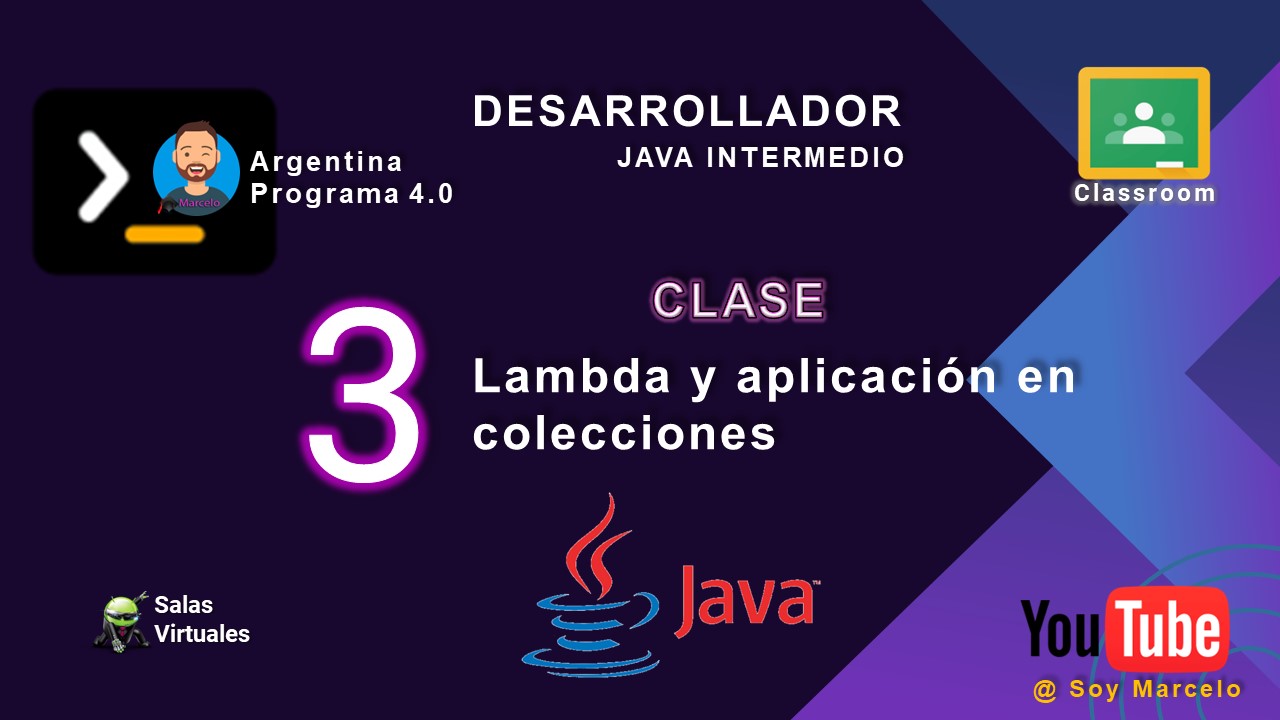 DESARROLLADOR
JAVA INTERMEDIO
Marcelo
Argentina
Programa 4.0
Classroom
CLASE
3
Lambda y aplicación en
colecciones
Java™
Salas
Virtuales
YouTube
@ Soy Marcelo